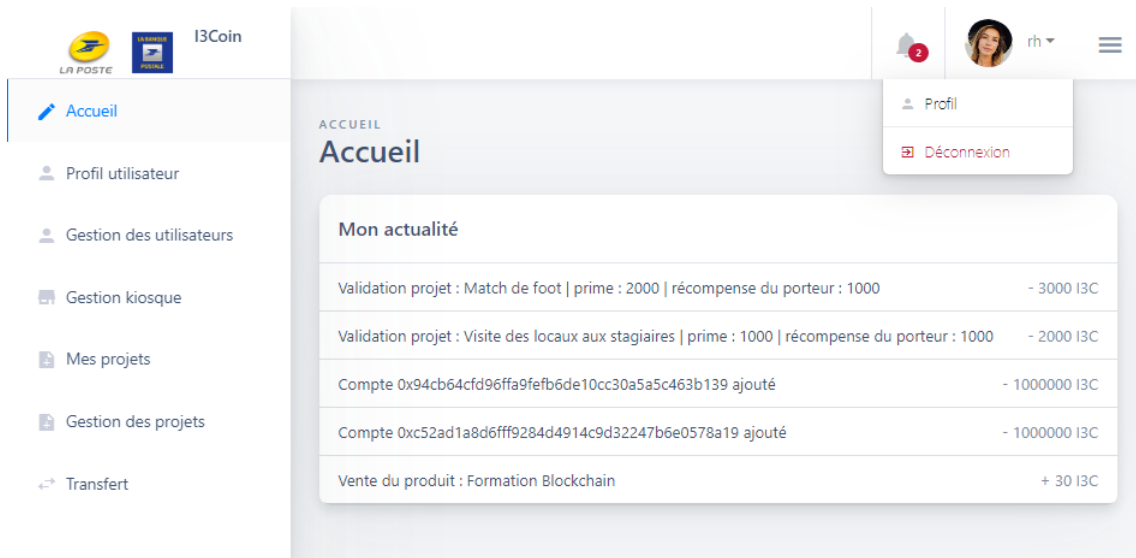 LA POSTE
LA BANQUE
POSTALE
I3Coin
2
rh
Profil
Déconnexion
Accueil
Profil utilisateur
Gestion des utilisateurs
Gestion kiosque
Mes projets
Gestion des projets
Transfert
ACCUEIL
Accueil
Mon actualité
Validation projet : Match de foot | prime : 2000 | récompense du porteur : 1000 - 3000 I3C
Validation projet : Visite des locaux aux stagiaires | prime : 1000 | récompense du porteur : 1000 - 2000 I3C
Compte 0x94cb64cfd96ffa9fefb6de10cc30a5a5c463b139 ajouté - 1000000 I3C
Compte 0xc52ad1a8d6fff9284d4914c9d32247b6e0578a19 ajouté - 1000000 I3C
Vente du produit : Formation Blockchain + 30 I3C